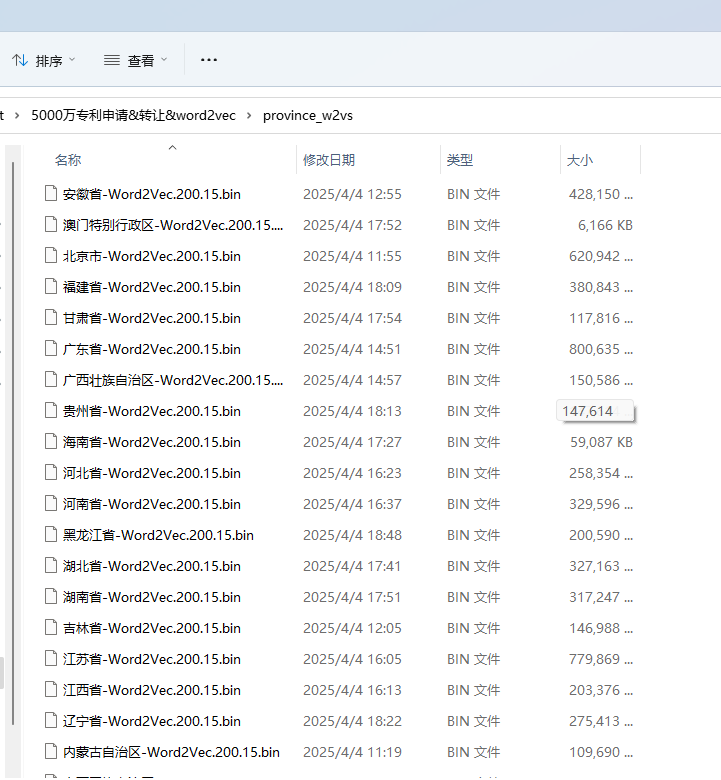 排序 查看 ...
t > 5000万专利申请&转让&word2vec > province_w2vs
名称 修改日期 类型 大小
安徽省-Word2Vec.200.15.bin 2025/4/4 12:55 BIN 文件 428,150 ...
澳门特别行政区-Word2Vec.200.15.... 2025/4/4 17:52 BIN 文件 6,166 KB
北京市-Word2Vec.200.15.bin 2025/4/4 11:55 BIN 文件 620,942 ...
福建省-Word2Vec.200.15.bin 2025/4/4 18:09 BIN 文件 380,843 ...
甘肃省-Word2Vec.200.15.bin 2025/4/4 17:54 BIN 文件 117,816 ...
广东省-Word2Vec.200.15.bin 2025/4/4 14:51 BIN 文件 800,635 ...
广西壮族自治区-Word2Vec.200.15.... 2025/4/4 14:57 BIN 文件 150,586 ...
贵州省-Word2Vec.200.15.bin 2025/4/4 18:13 BIN 文件 147,614
海南省-Word2Vec.200.15.bin 2025/4/4 17:27 BIN 文件 59,087 KB
河北省-Word2Vec.200.15.bin 2025/4/4 16:23 BIN 文件 258,354 ...
河南省-Word2Vec.200.15.bin 2025/4/4 16:37 BIN 文件 329,596 ...
黑龙江省-Word2Vec.200.15.bin 2025/4/4 18:48 BIN 文件 200,590 ...
湖北省-Word2Vec.200.15.bin 2025/4/4 17:41 BIN 文件 327,163 ...
湖南省-Word2Vec.200.15.bin 2025/4/4 17:51 BIN 文件 317,247 ...
吉林省-Word2Vec.200.15.bin 2025/4/4 12:05 BIN 文件 146,988 ...
江苏省-Word2Vec.200.15.bin 2025/4/4 16:05 BIN 文件 779,869 ...
江西省-Word2Vec.200.15.bin 2025/4/4 16:13 BIN 文件 203,376 ...
辽宁省-Word2Vec.200.15.bin 2025/4/4 18:22 BIN 文件 275,413 ...
内蒙古自治区-Word2Vec.200.15.bin 2025/4/4 11:19 BIN 文件 109,690 ...